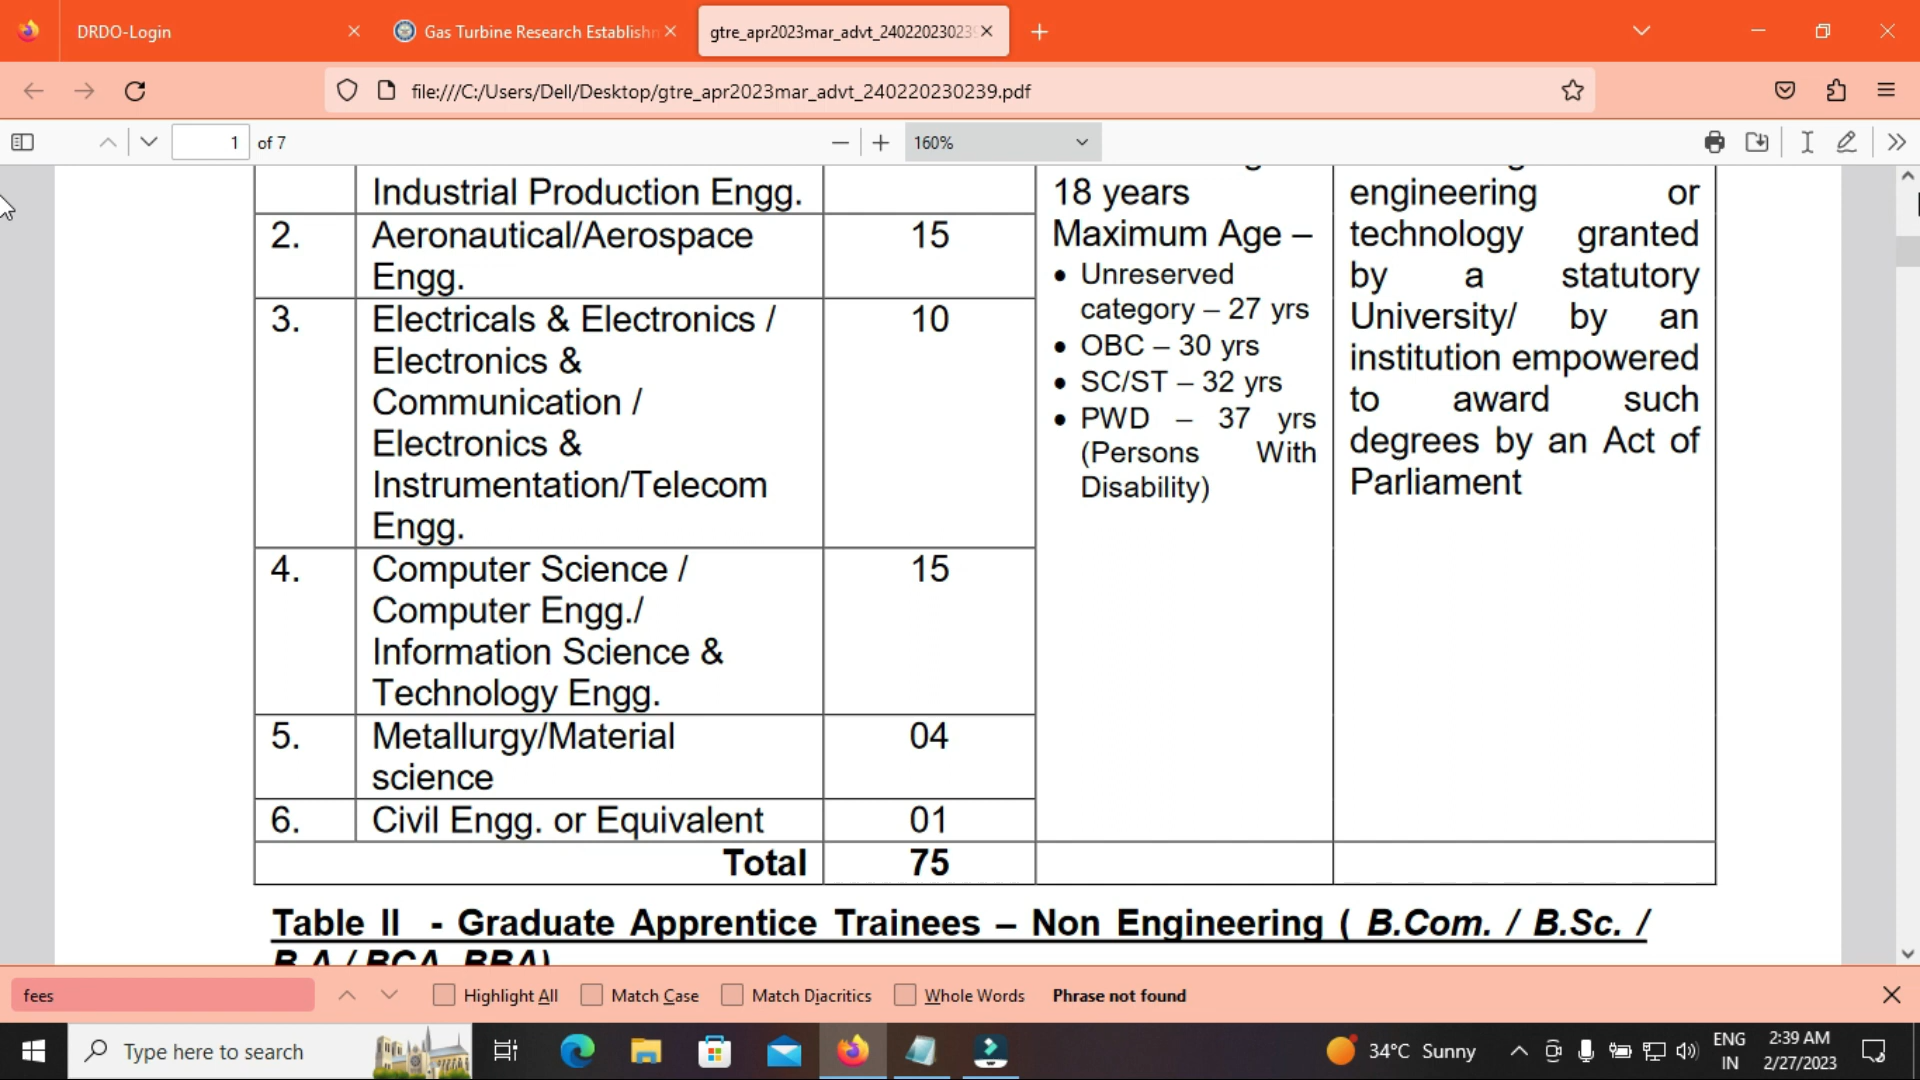 DRDO-Login
Gas Turbine Research Establishm
gtre_apr2023mar_advt_24022023023
file:///C:/Users/Dell/Desktop/gtre_apr2023mar_advt_240220230239.pdf
1 of 7
160%
Industrial Production Engg.
2. Aeronautical/Aerospace 15
Engg.
3. Electricals & Electronics / 10
Electronics &
Communication /
Electronics &
Instrumentation/Telecom
Engg.
4. Computer Science / 15
Computer Engg./
Information Science &
Technology Engg.
5. Metallurgy/Material 04
science
6. Civil Engg. or Equivalent 01
Total 75
18 years
Maximum Age –
• Unreserved
category – 27 yrs
• OBC – 30 yrs
• SC/ST – 32 yrs
• PWD – 37 yrs
(Persons With
Disability)
engineering or
technology granted
by a statutory
University/ by an
institution empowered
to award such
degrees by an Act of
Parliament
Table II - Graduate Apprentice Trainees – Non Engineering ( B.Com. / B.Sc. /
B.A / BCA, BBA)
fees
Highlight All
Match Case
Match Diacritics
Whole Words
Phrase not found
Type here to search
34°C Sunny
ENG
IN
2:39 AM
2/27/2023